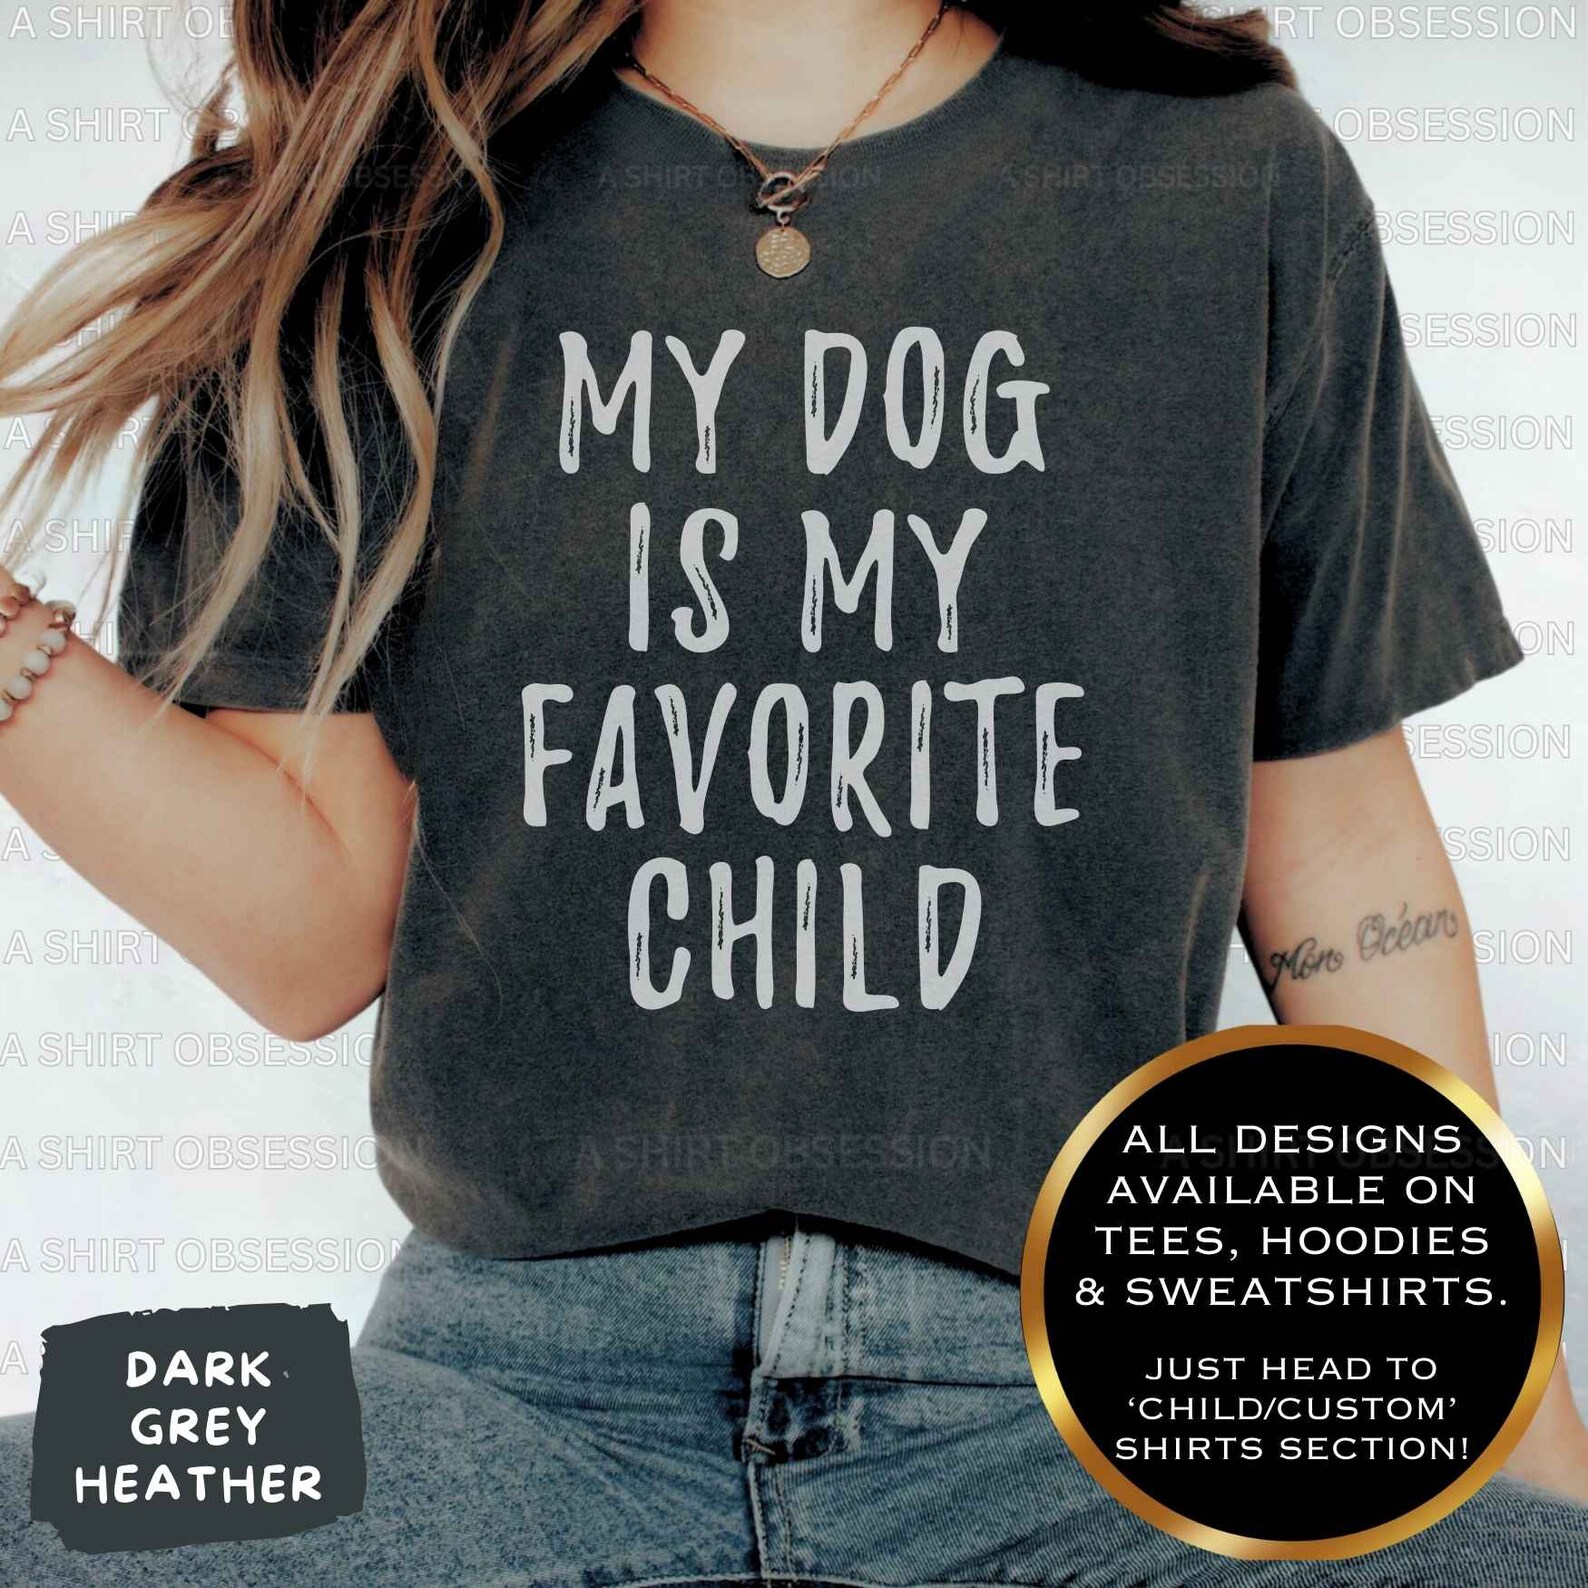 A SHIRT OBSESSION
MY DOG
IS MY
FAVORITE
CHILD
Mon Océan
ALL DESIGNS
AVAILABLE ON
TEES, HOODIES
& SWEATSHIRTS.
JUST HEAD TO
‘CHILD/CUSTOM’
SHIRTS SECTION!
DARK
GREY
HEATHER